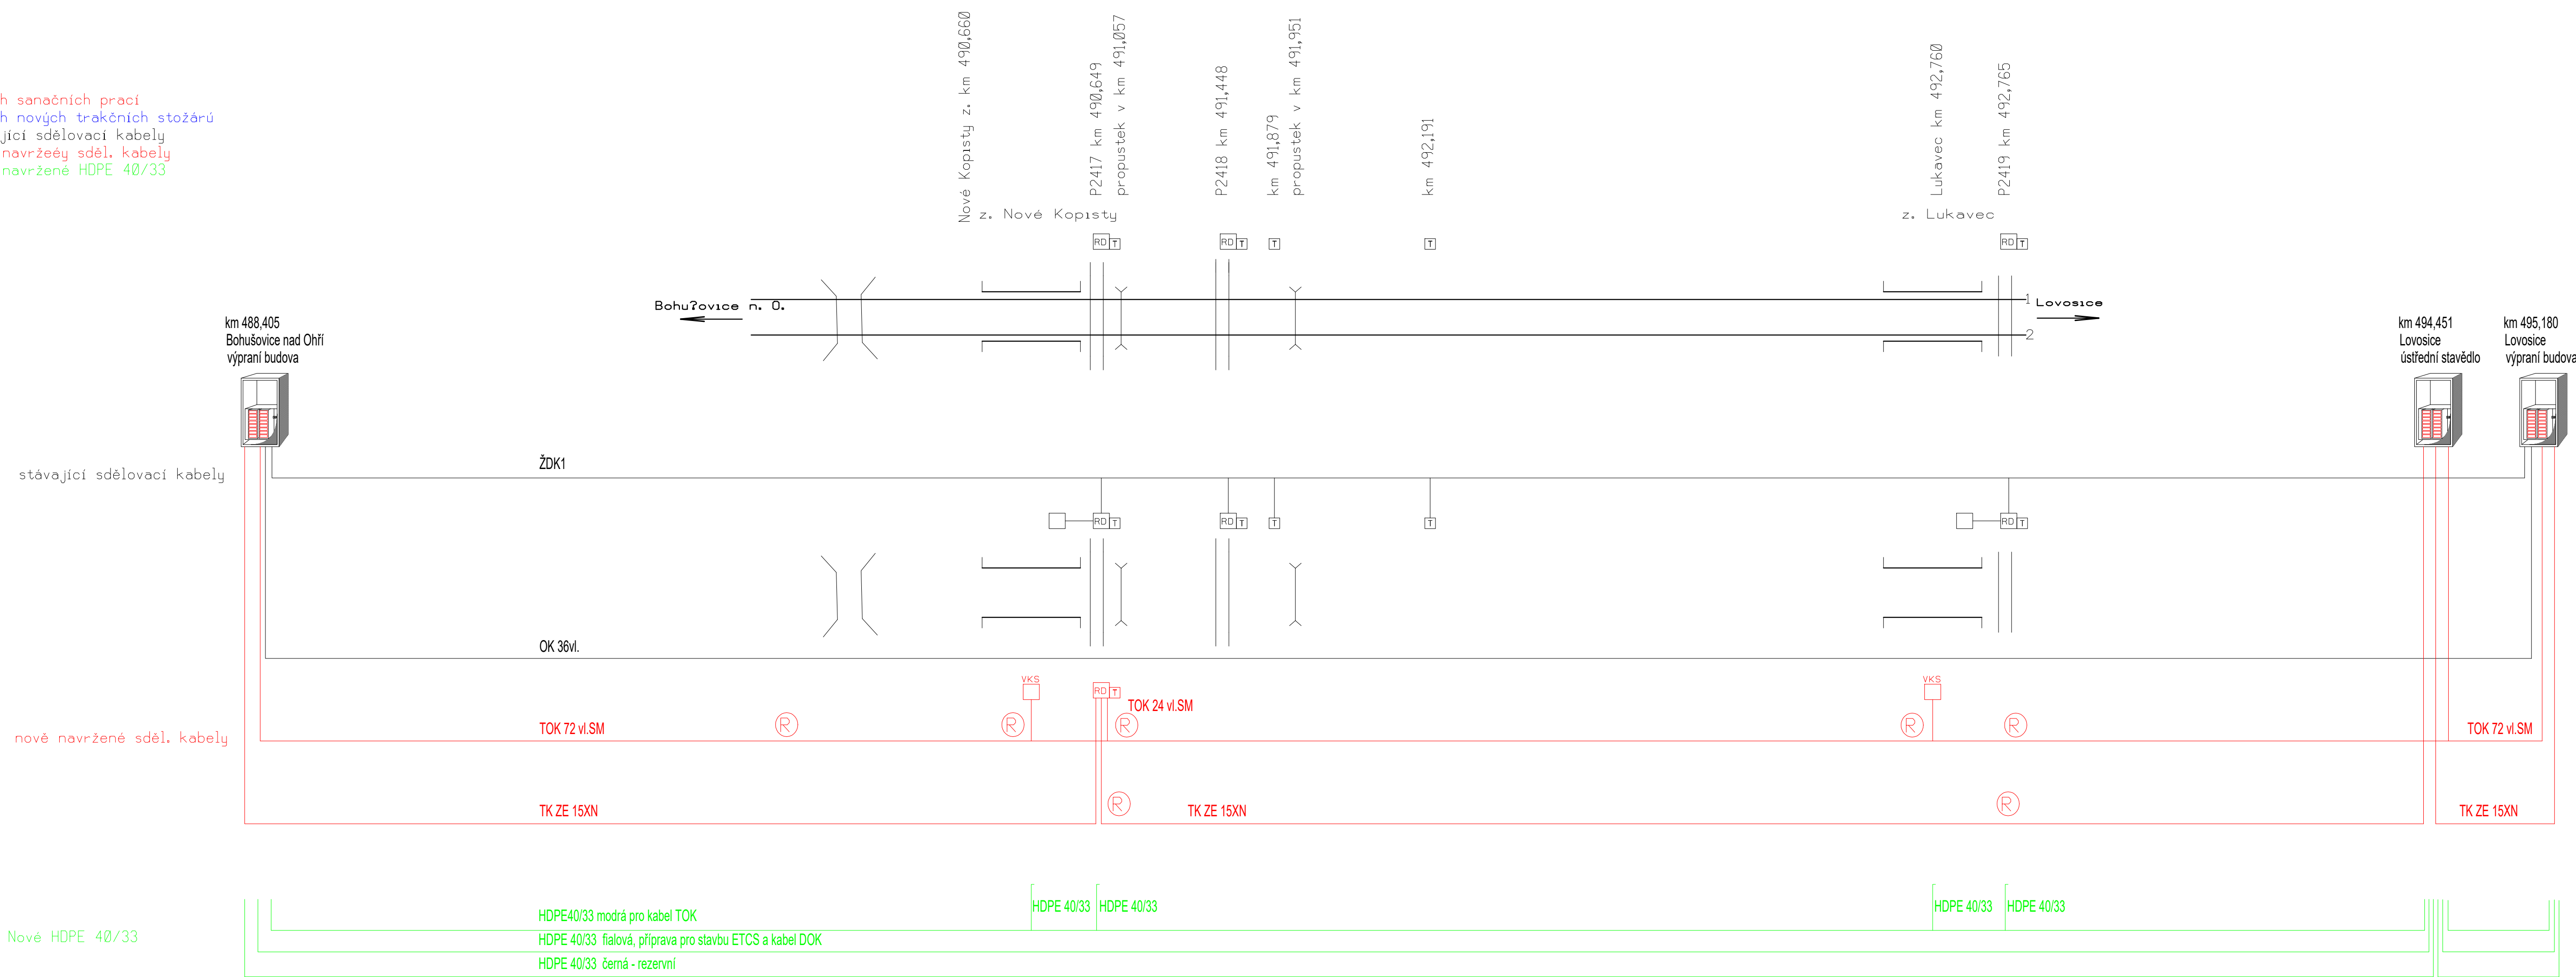 h sanačních prací
h nových trakčních stožárú
jící sdělovací kabely
navržeéy sděl. kabely
navržené HDPE 40/33
Nové Kopisty z. km 490,660
P2417 km 490,649
propustek v km 491,057
P2418 km 491,448
km 491,879
propustek v km 491,951
km 492,191
Lukavec km 492,760
P2419 km 492,765
z. Nové Kopisty
z. Lukavec
RD T
RD T
T
T
RD T
Bohu?ovice n. O.
1
Lovosice
2
km 488,405
Bohušovice nad Ohří
výpraní budova
km 494,451
Lovosice
ústřední stavědlo
km 495,180
Lovosice
výpraní budova
stávající sdělovací kabely
ŽDK1
RD T
RD T
T
T
RD T
OK 36vl.
VKS
RD T
VKS
TOK 24 vl.SM
nově navržené sděl. kabely
TOK 72 vl.SM
R
R
R
R
R
TOK 72 vl.SM
R
R
TK ZE 15XN
TK ZE 15XN
TK ZE 15XN
HDPE 40/33
HDPE 40/33
HDPE 40/33
HDPE 40/33
HDPE40/33 modrá pro kabel TOK
Nové HDPE 40/33
HDPE 40/33 fialová, příprava pro stavbu ETCS a kabel DOK
HDPE 40/33 černá - rezervní